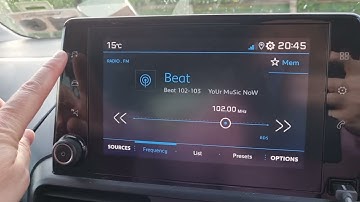 15°C 20:45
RADIO . FM Mem
Beat
Beat 102-103 YoUr MuSic NoW
102.00 MHz
RDS
SOURCES Frequency List Presets OPTIONS